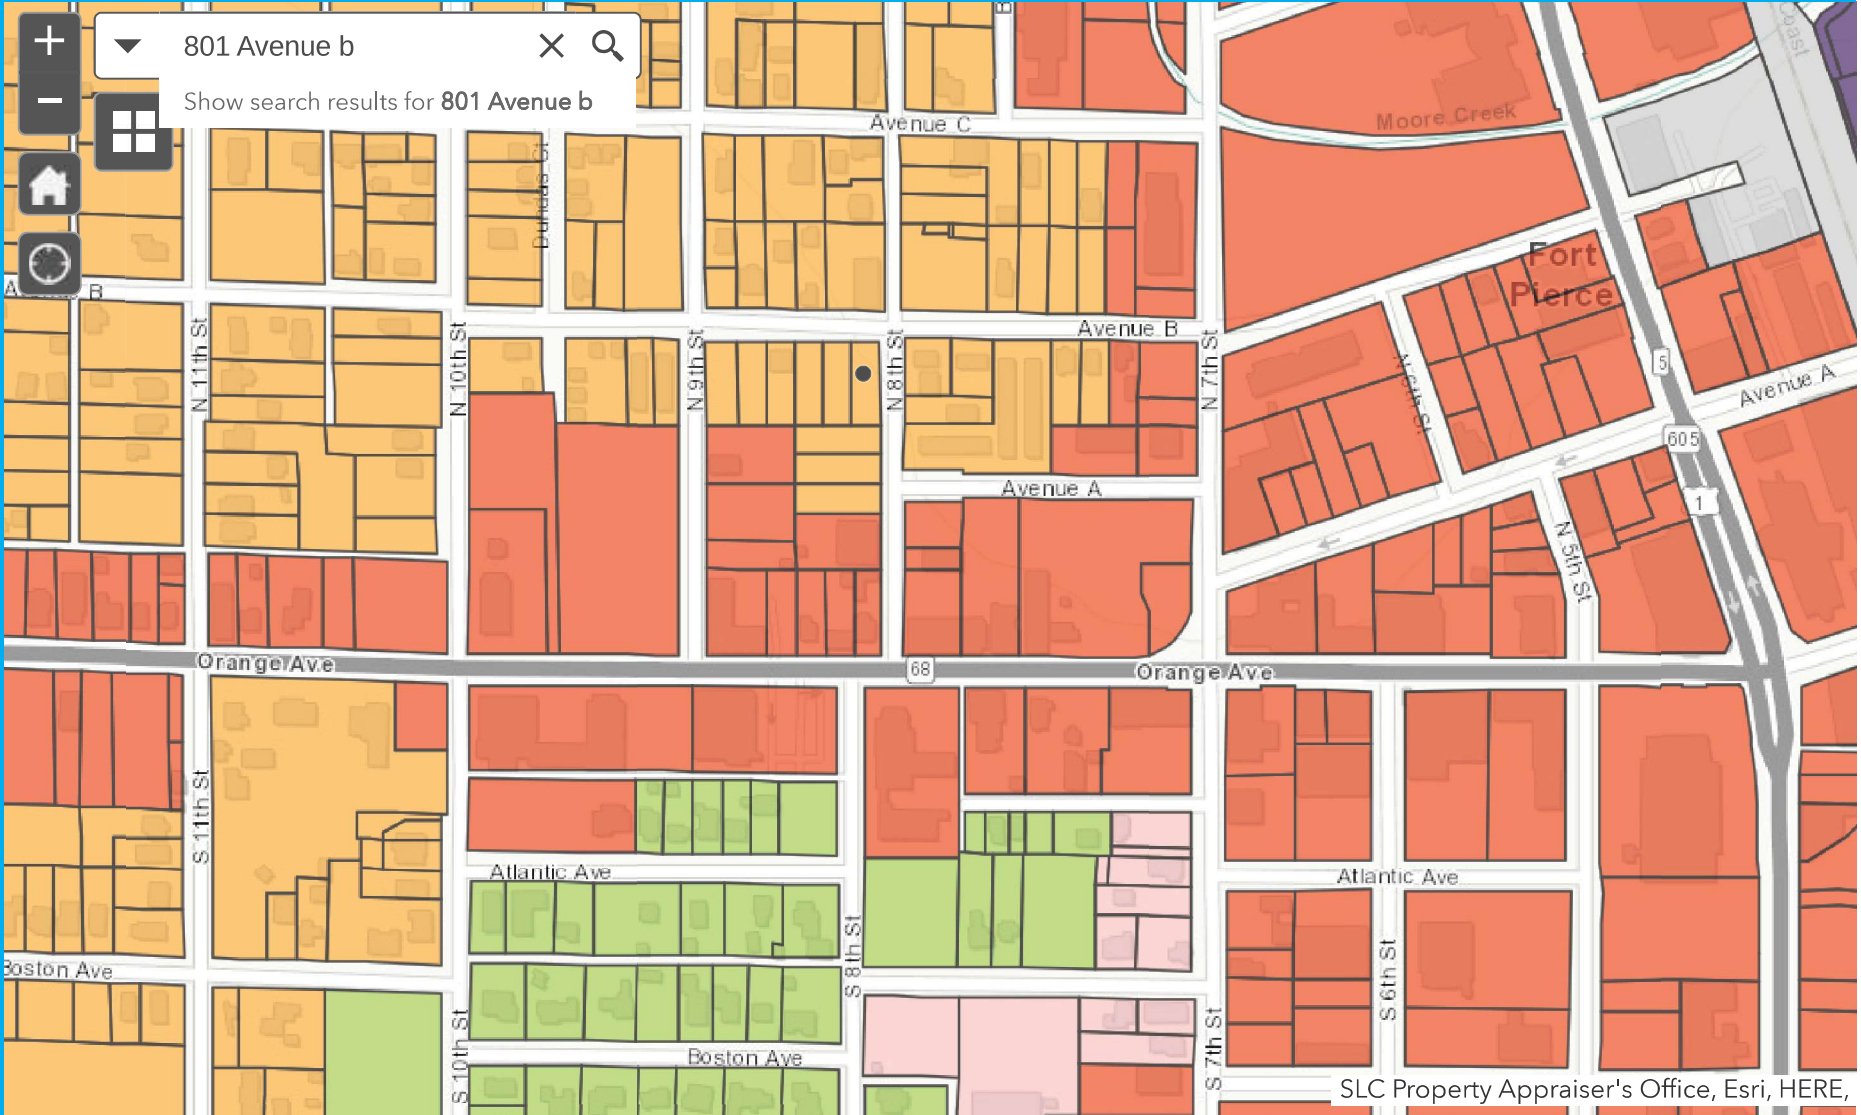 801 Avenue b
Show search results for 801 Avenue b
Coast
Avenue C
Moore Creek
Dundas Ct
Fort
Pierce
B
Avenue B
N 11th St
N 10th St
N 9th St
N 8th St
N 7th St
N 6th St
5
Avenue A
605
Avenue A
1
N 5th St
Orange Ave
68
Orange Ave
S 11th St
Atlantic Ave
Atlantic Ave
S 8th St
S 6th St
Boston Ave
S 10th St
S 7th St
Boston Ave
SLC Property Appraiser's Office, Esri, HERE,